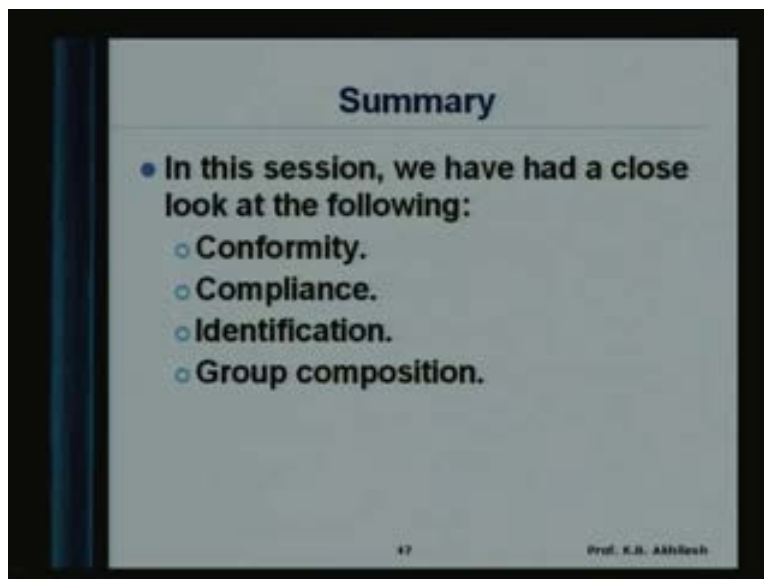 Summary
In this session, we have had a close
look at the following:
Conformity.
Compliance.
Identification.
Group composition.
47
Prof. K.B. Akhilesh